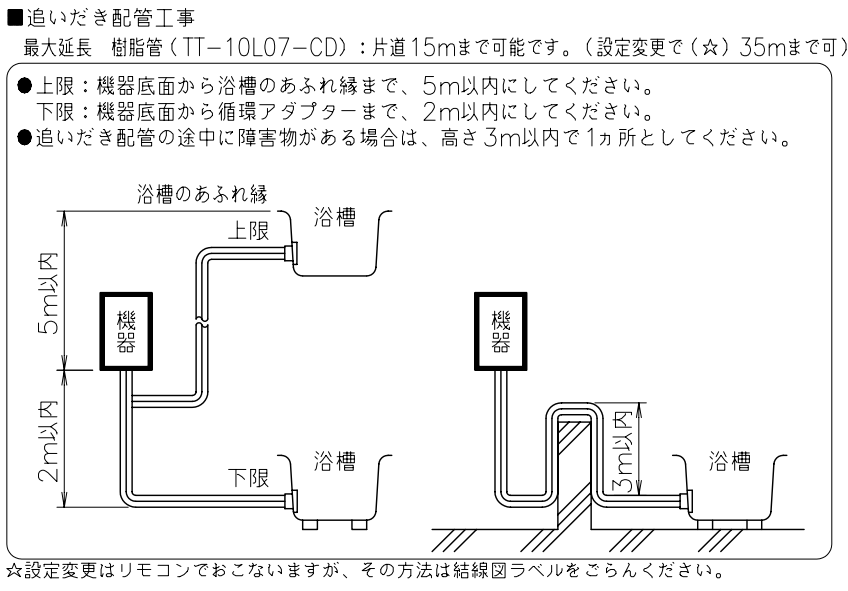 ■追いだき配管工事
最大延長　樹脂管（TT-10L07-CD）：片道15mまで可能です。（設定変更で（☆）35mまで可）
●上限：機器底面から浴槽のあふれ縁まで、5m以内にしてください。
下限：機器底面から循環アダプターまで、2m以内にしてください。
●追いだき配管の途中に障害物がある場合は、高さ3m以内で1ヵ所としてください。
浴槽のあふれ縁
浴槽
上限
5m以内
機器
機器
2m以内
3m以内
下限
浴槽
浴槽
☆設定変更はリモコンでおこないますが、その方法は結線図ラベルをごらんください。